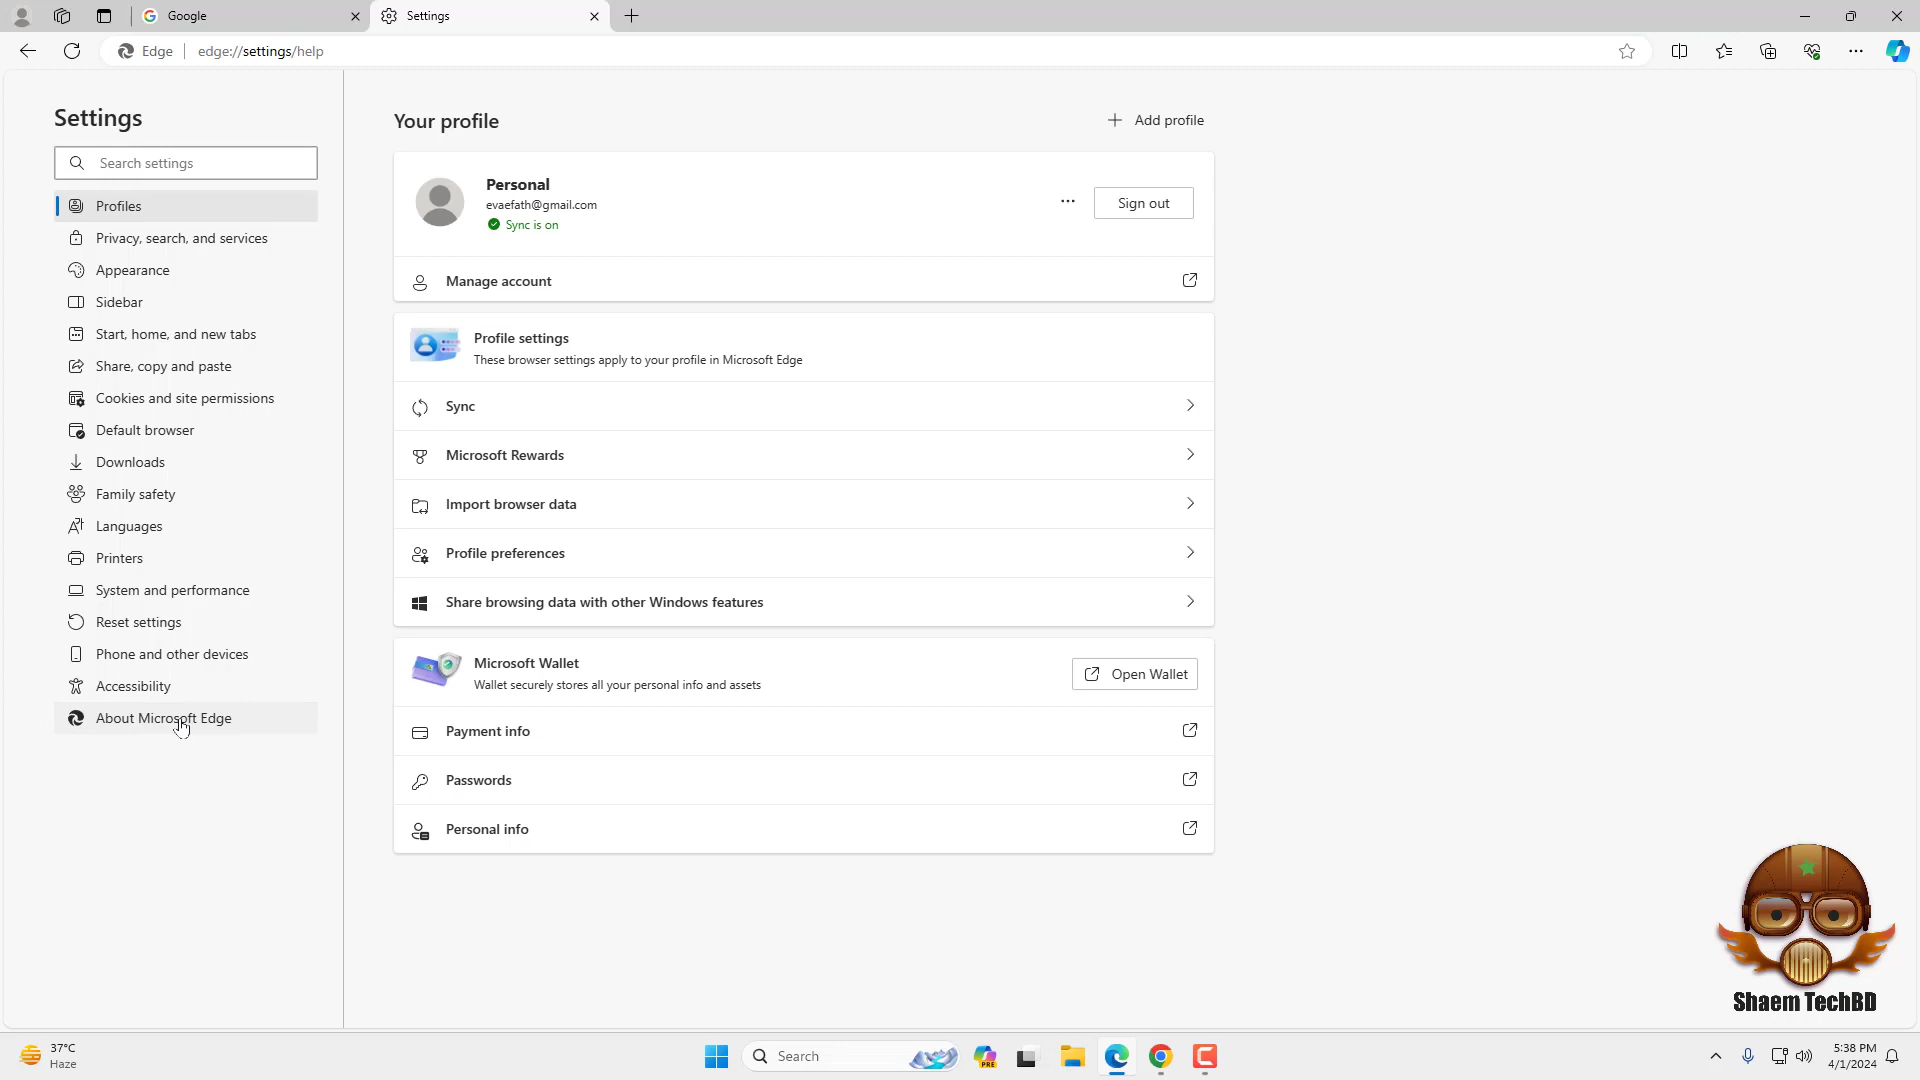 Google
Settings
Edge
edge://settings/help
Settings
Search settings
Profiles
Privacy, search, and services
Appearance
Sidebar
Start, home, and new tabs
Share, copy and paste
Cookies and site permissions
Default browser
Downloads
Family safety
Languages
Printers
System and performance
Reset settings
Phone and other devices
Accessibility
About Microsoft Edge
Your profile
Add profile
Personal
evaefath@gmail.com
Sync is on
Sign out
Manage account
Profile settings
These browser settings apply to your profile in Microsoft Edge
Sync
Microsoft Rewards
Import browser data
Profile preferences
Share browsing data with other Windows features
Microsoft Wallet
Wallet securely stores all your personal info and assets
Open Wallet
Payment info
Passwords
Personal info
Shaem TechBD
37°C
Haze
Search
PRE
5:38 PM
4/1/2024